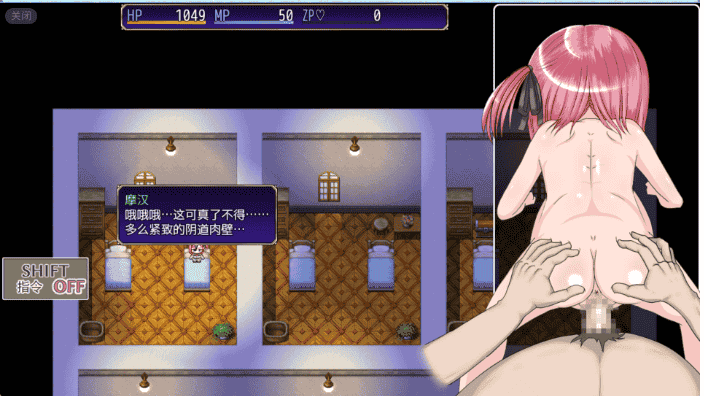 关闭
HP 1049 MP 50 ZP♡ 0
摩汉
哦哦哦…这可真了不得……
多么紧致的阴道肉壁…
SHIFT
指令 OFF